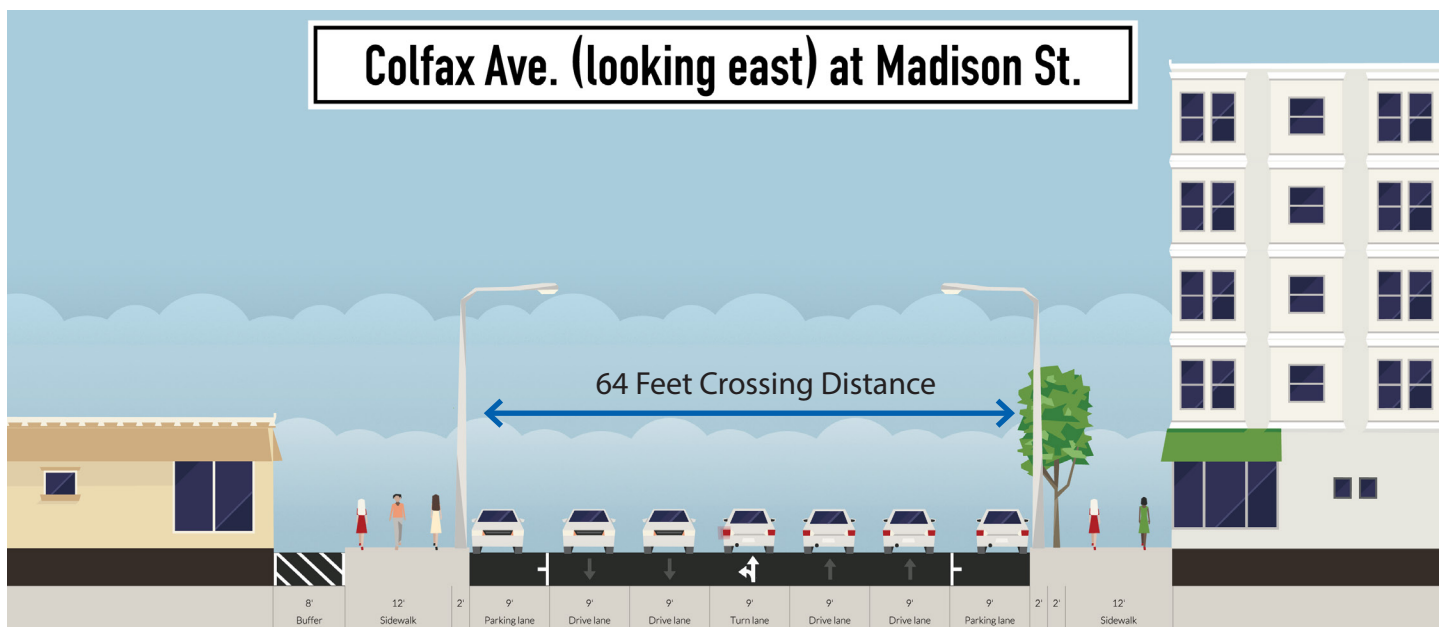 Colfax Ave. (looking east) at Madison St.
64 Feet Crossing Distance
8' 12' 2' 9' 9' 9' 9' 9' 9' 9' 2' 2' 12'
Buffer Sidewalk Parking lane Drive lane Drive lane Turn lane Drive lane Drive lane Parking lane Sidewalk